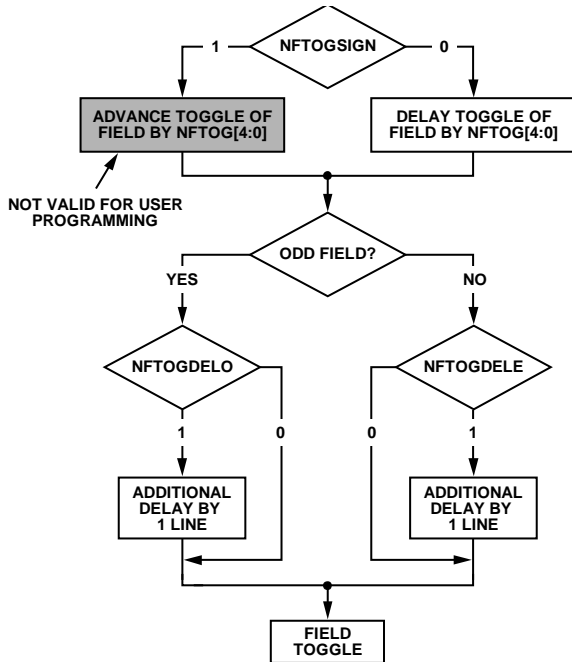 NFTOGSIGN
1
0
ADVANCE TOGGLE OF
FIELD BY NFTOG[4:0]
DELAY TOGGLE OF
FIELD BY NFTOG[4:0]
NOT VALID FOR USER
PROGRAMMING
ODD FIELD?
YES
NO
NFTOGDELO
NFTOGDELE
1
0
0
1
ADDITIONAL
DELAY BY
1 LINE
ADDITIONAL
DELAY BY
1 LINE
FIELD
TOGGLE